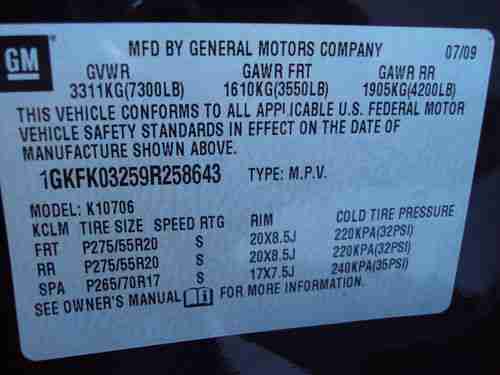 GM MFD BY GENERAL MOTORS COMPANY 07/09
GVWR GAWR FRT GAWR RR
3311KG(7300LB) 1610KG(3550LB) 1905KG(4200LB)
THIS VEHICLE CONFORMS TO ALL APPLICABLE U.S. FEDERAL MOTOR
VEHICLE SAFETY STANDARDS IN EFFECT ON THE DATE OF
MANUFACTURE SHOWN ABOVE.
1GKFK03259R258643 TYPE: M.P.V.
MODEL: K10706
KCLM TIRE SIZE SPEED RTG RIM COLD TIRE PRESSURE
FRT P275/55R20 S 20X8.5J 220KPA(32PSI)
RR P275/55R20 S 20X8.5J 220KPA(32PSI)
SPA P265/70R17 S 17X7.5J 240KPA(35PSI)
SEE OWNER'S MANUAL FOR MORE INFORMATION.